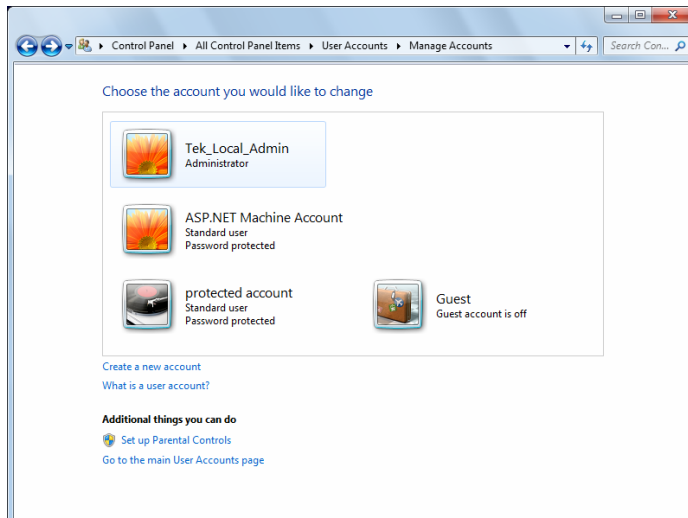 Control Panel ▸ All Control Panel Items ▸ User Accounts ▸ Manage Accounts
Search Con...
Choose the account you would like to change
Tek_Local_Admin
Administrator
ASP.NET Machine Account
Standard user
Password protected
protected account
Standard user
Password protected
Guest
Guest account is off
Create a new account
What is a user account?
Additional things you can do
Set up Parental Controls
Go to the main User Accounts page